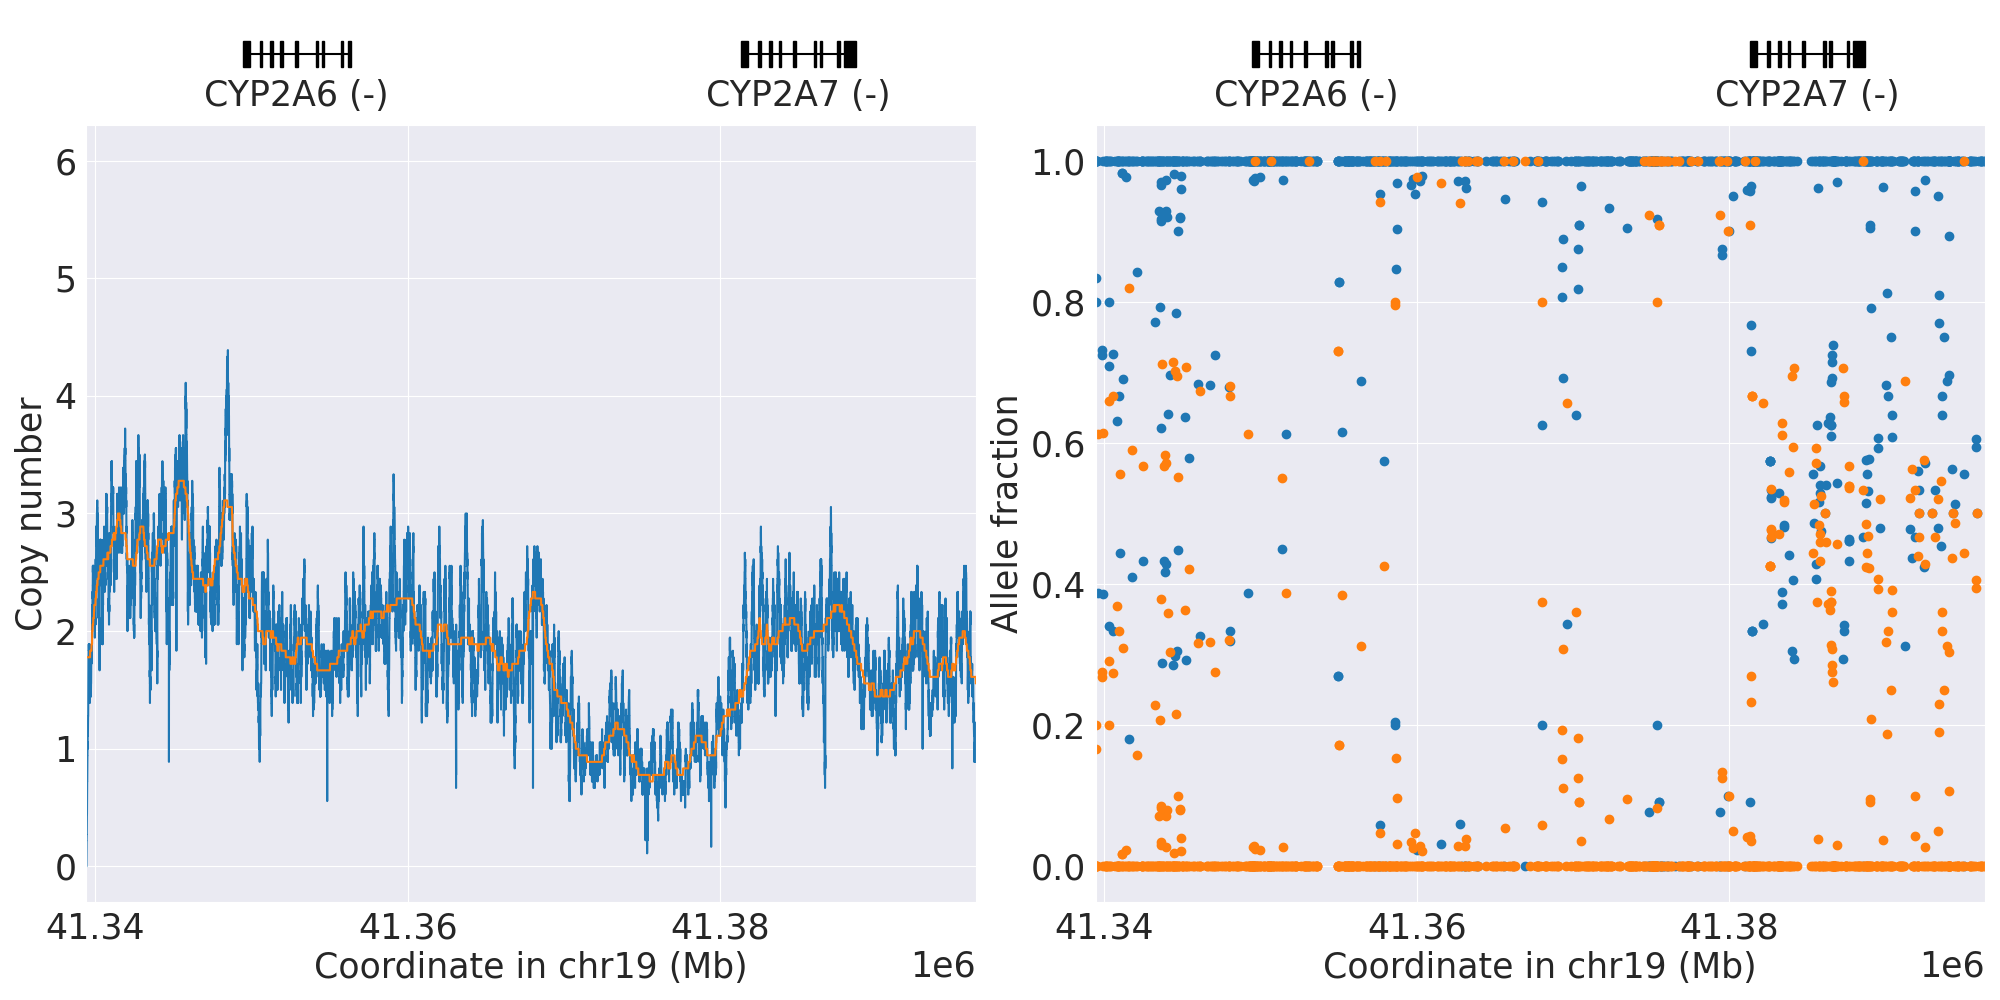 CYP2A6 (-)
CYP2A7 (-)
6
5
4
3
2
1
0
Copy number
41.34
41.36
41.38
Coordinate in chr19 (Mb)
1e6
CYP2A6 (-)
CYP2A7 (-)
1.0
0.8
0.6
0.4
0.2
0.0
Allele fraction
41.34
41.36
41.38
Coordinate in chr19 (Mb)
1e6